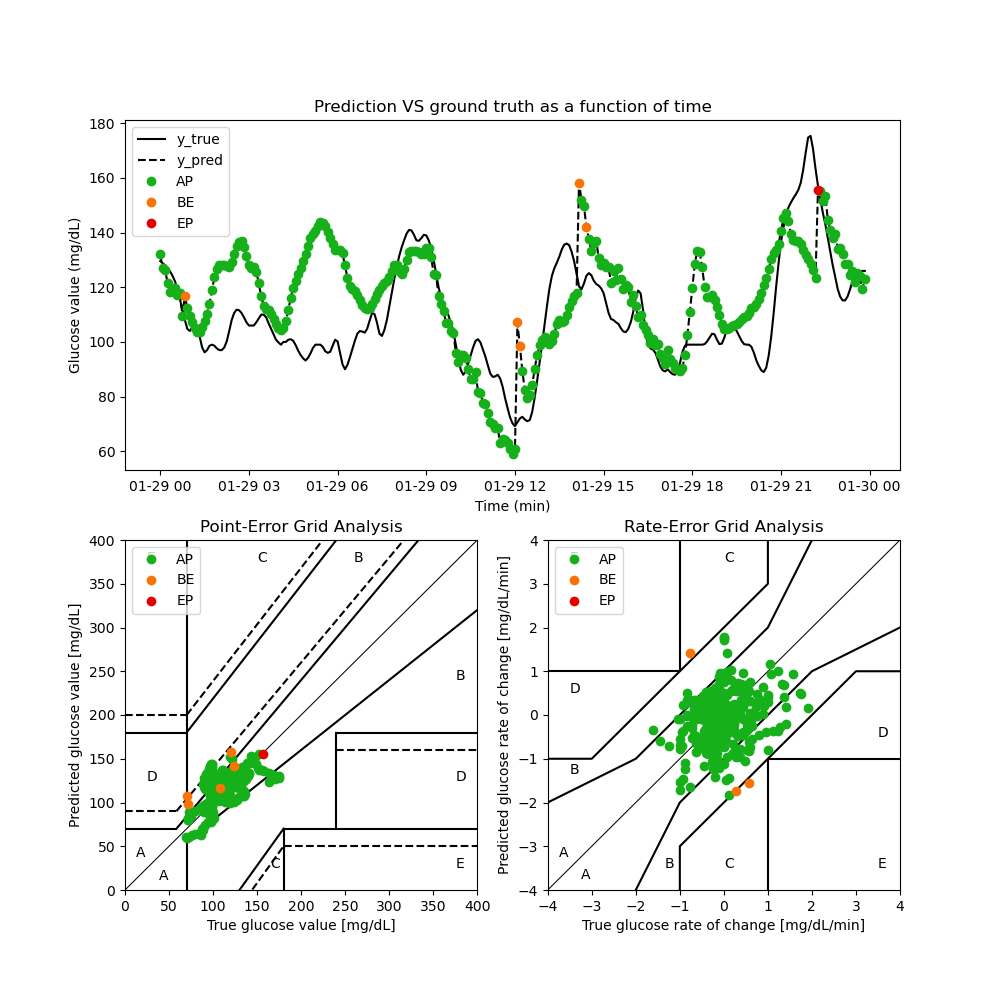 Prediction VS ground truth as a function of time
Glucose value (mg/dL)
180
160
140
120
100
80
60
y_true
y_pred
AP
BE
EP
01-29 00 01-29 03 01-29 06 01-29 09 01-29 12 01-29 15 01-29 18 01-29 21 01-30 00
Time (min)
Point-Error Grid Analysis
Predicted glucose value [mg/dL]
400
350
300
250
200
150
100
50
0
AP
BE
EP
C
B
B
D
D
A
A
C
E
0 50 100 150 200 250 300 350 400
True glucose value [mg/dL]
Rate-Error Grid Analysis
Predicted glucose rate of change [mg/dL/min]
4
3
2
1
0
−1
−2
−3
−4
AP
BE
EP
C
D
D
B
A
A
B
C
E
−4 −3 −2 −1 0 1 2 3 4
True glucose rate of change [mg/dL/min]